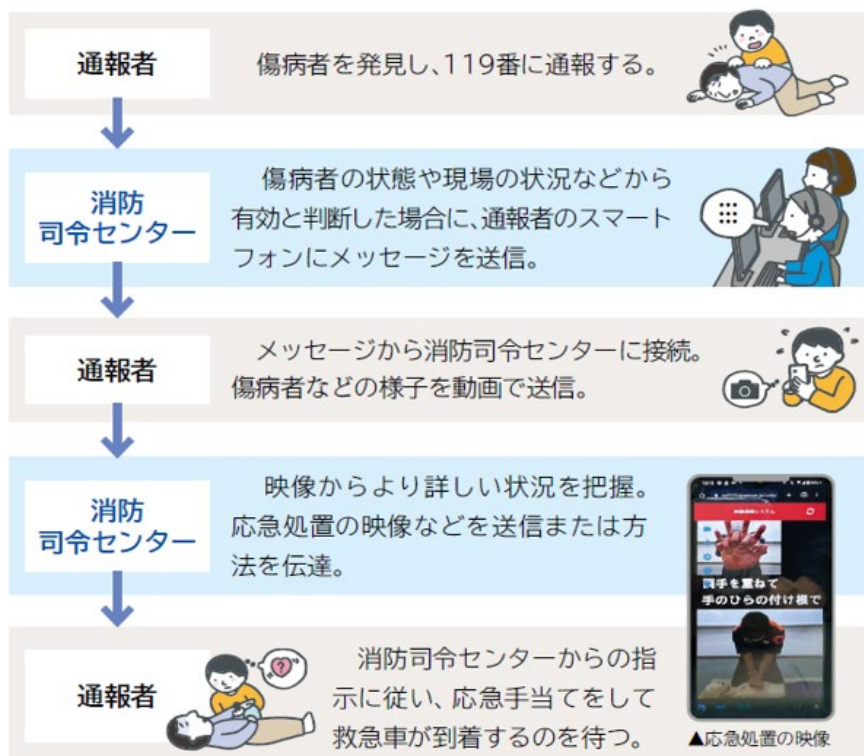 通報者
傷病者を発見し、119番に通報する。
消防
司令センター
傷病者の状態や現場の状況などから
有効と判断した場合に、通報者のスマート
フォンにメッセージを送信。
通報者
メッセージから消防司令センターに接続。
傷病者などの様子を動画で送信。
消防
司令センター
映像からより詳しい状況を把握。
応急処置の映像などを送信または方
法を伝達。
両手を重ねて
手のひらの付け根で
▲応急処置の映像
通報者
消防司令センターからの指
示に従い、応急手当てをして
救急車が到着するのを待つ。